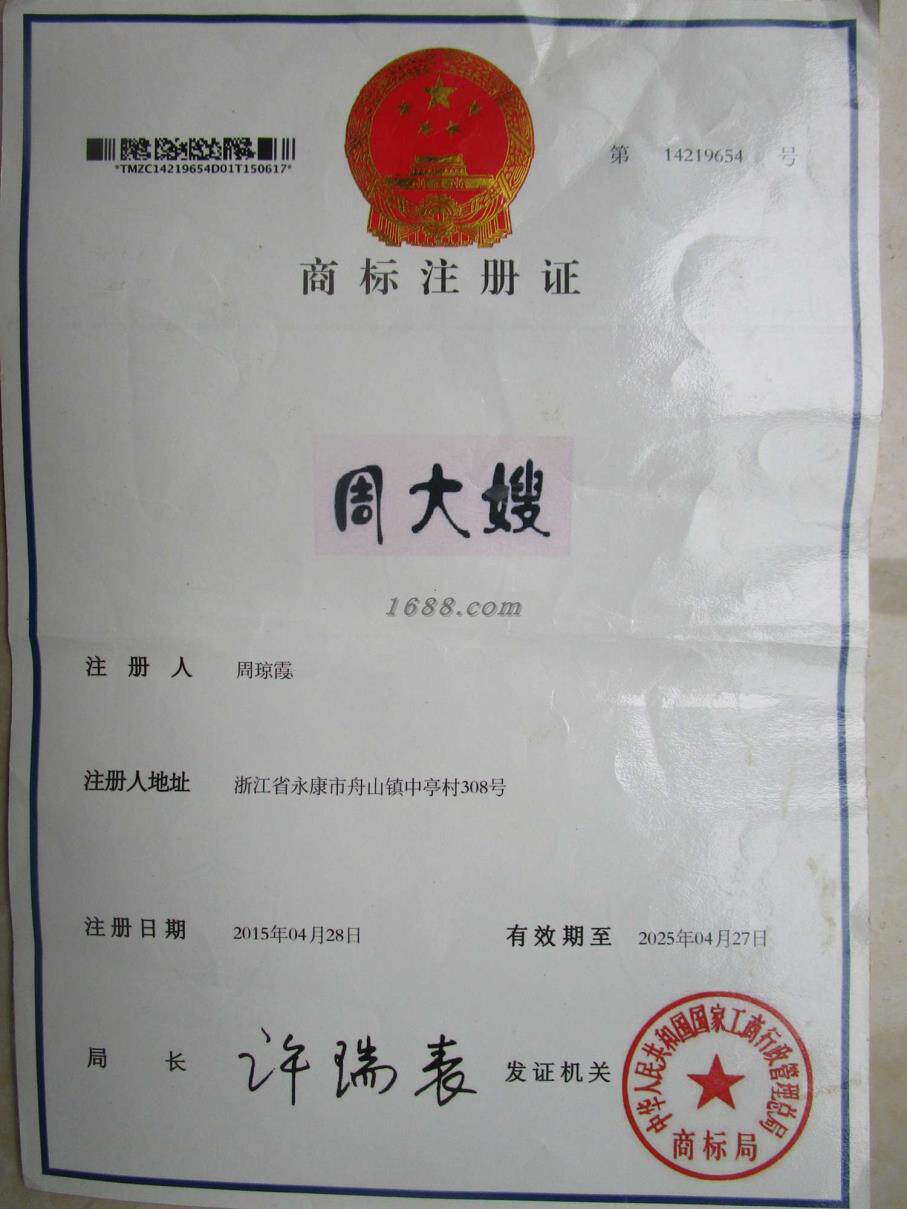 *TMZC14219654D01T150617*
第 14219654 号
商标注册证
周大嫂
1688.com
注册人 周琼霞
注册人地址 浙江省永康市舟山镇中亭村308号
注册日期 2015年04月28日 有效期至 2025年04月27日
局长 许瑞表 发证机关
中华人民共和国国家工商行政管理总局
商标局